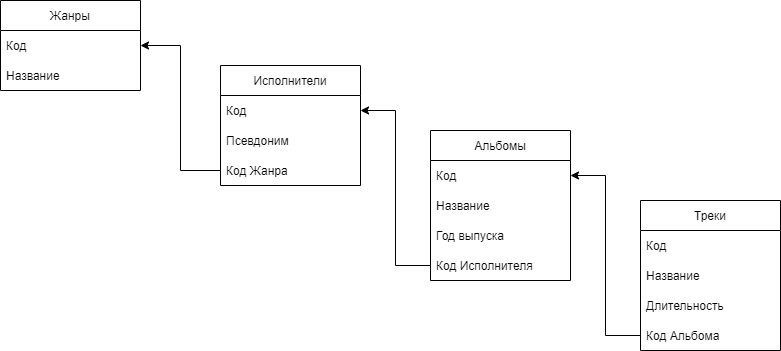 Жанры
Код
Название
Исполнители
Код
Псевдоним
Код Жанра
Альбомы
Код
Название
Год выпуска
Код Исполнителя
Треки
Код
Название
Длительность
Код Альбома